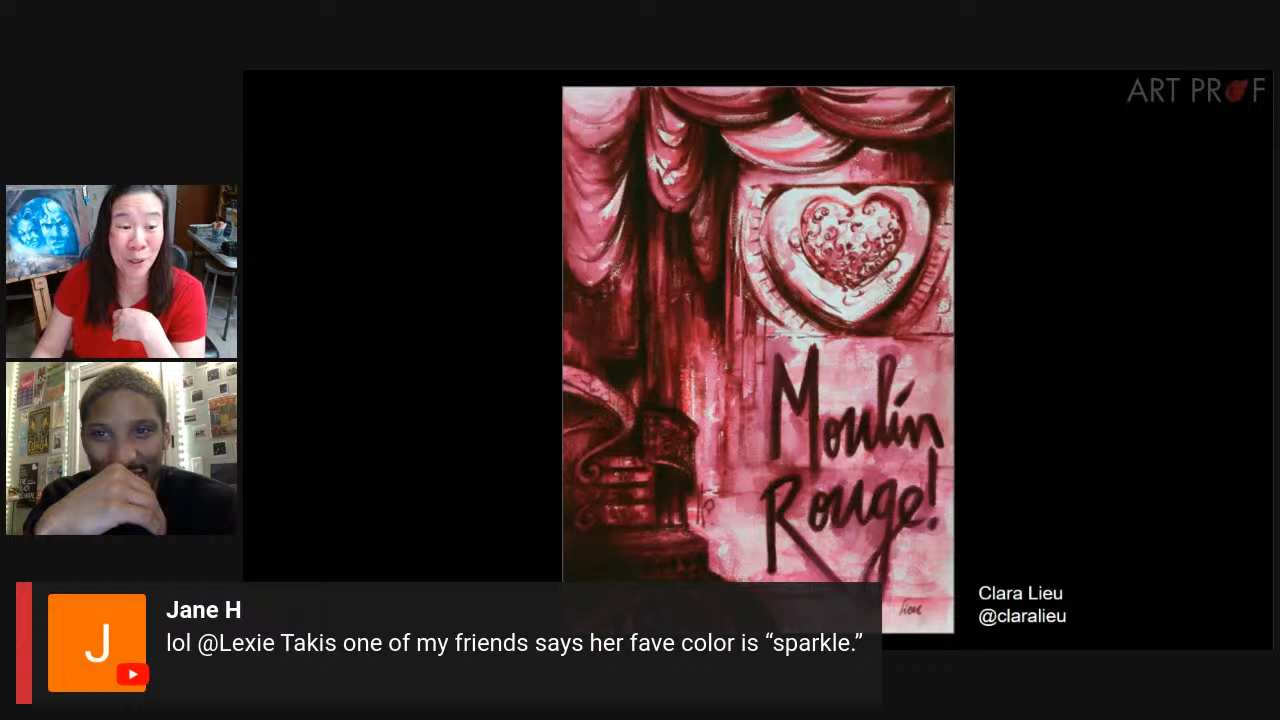 ART PROF
Moulin
Rouge!
Lieu
Clara Lieu
@claralieu
J
Jane H
lol @Lexie Takis one of my friends says her fave color is “sparkle.”